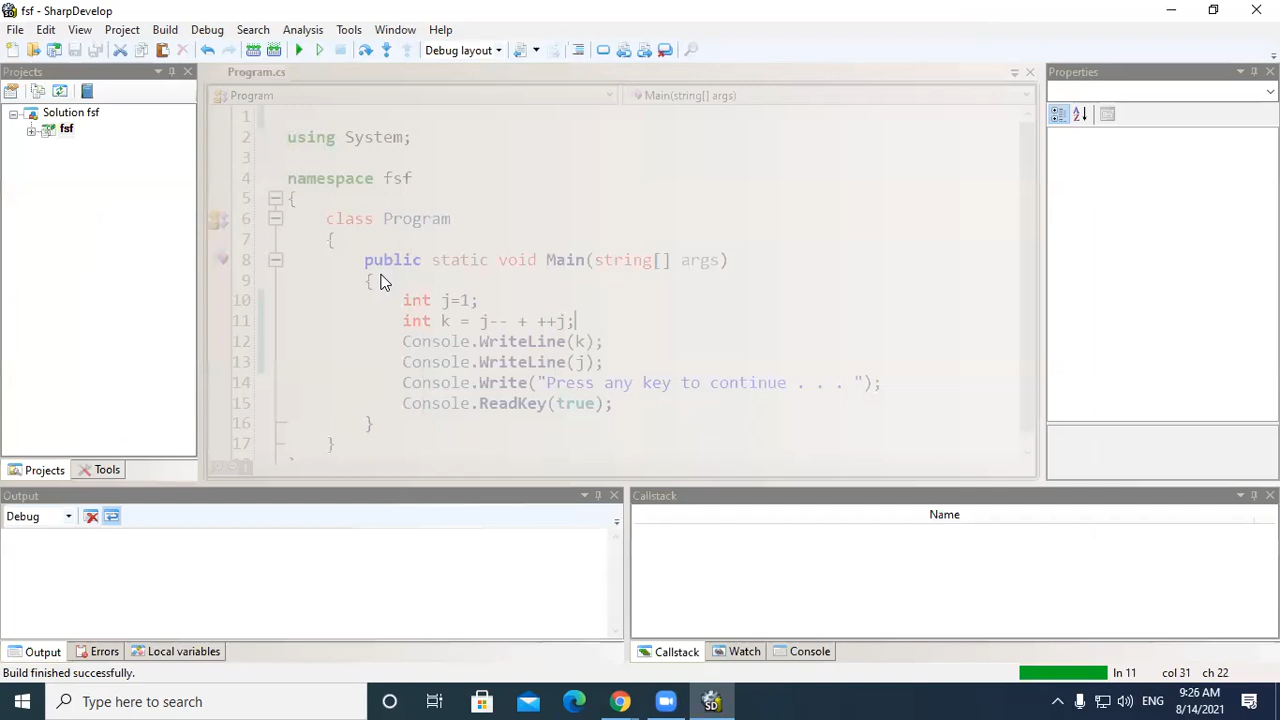 fsf - SharpDevelop
File Edit View Project Build Debug Search Analysis Tools Window Help
Debug layout
Projects
Program.cs
Properties
Program
Main(string[] args)
Solution fsf
fsf
1
2 using System;
3
4 namespace fsf
5 {
6 class Program
7 {
8 public static void Main(string[] args)
9 {
10 int j=1;
11 int k = j-- + ++j;
12 Console.WriteLine(k);
13 Console.WriteLine(j);
14 Console.Write("Press any key to continue . . . ");
15 Console.ReadKey(true);
16 }
17 }
Projects Tools
Output
Callstack
Debug
Name
Output Errors Local variables
Callstack Watch Console
Build finished successfully.
ln 11 col 31 ch 22
Type here to search
SD
ENG
9:26 AM
8/14/2021